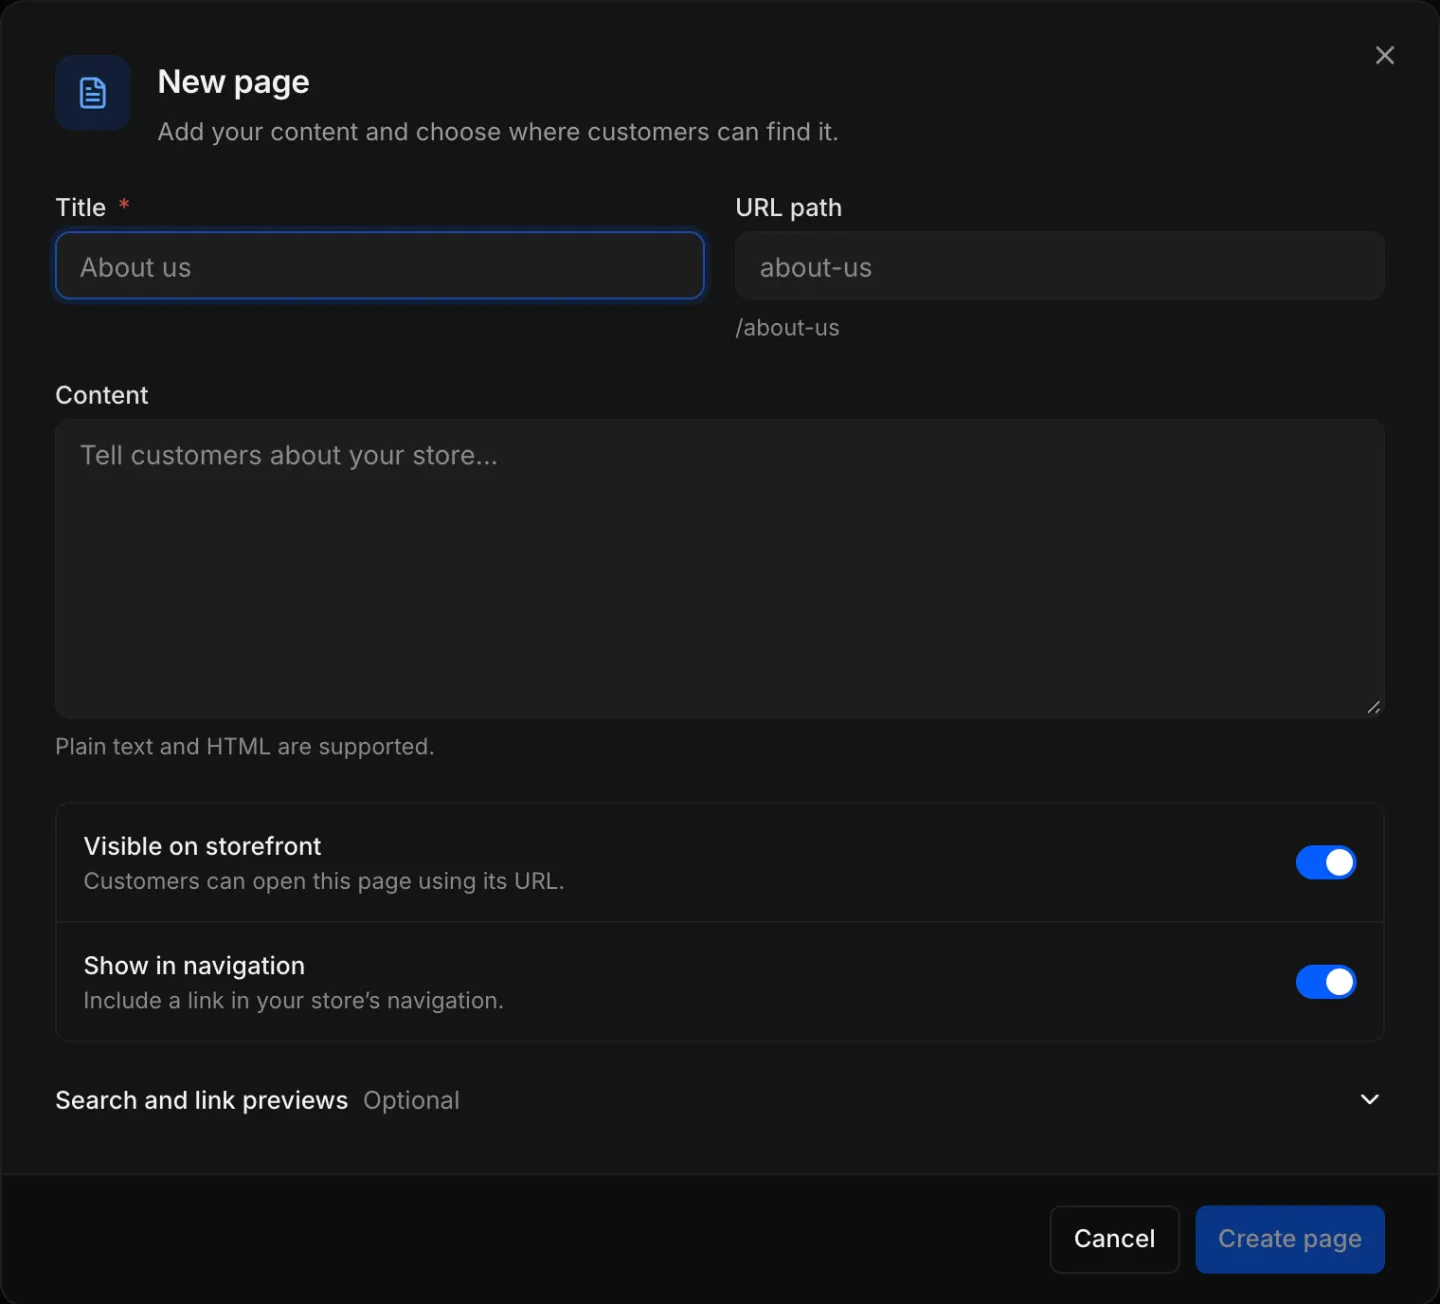 New page
Add your content and choose where customers can find it.
Title *
URL path
About us
about-us
/about-us
Content
Tell customers about your store...
Plain text and HTML are supported.
Visible on storefront
Customers can open this page using its URL.
Show in navigation
Include a link in your store’s navigation.
Search and link previews Optional
Cancel
Create page